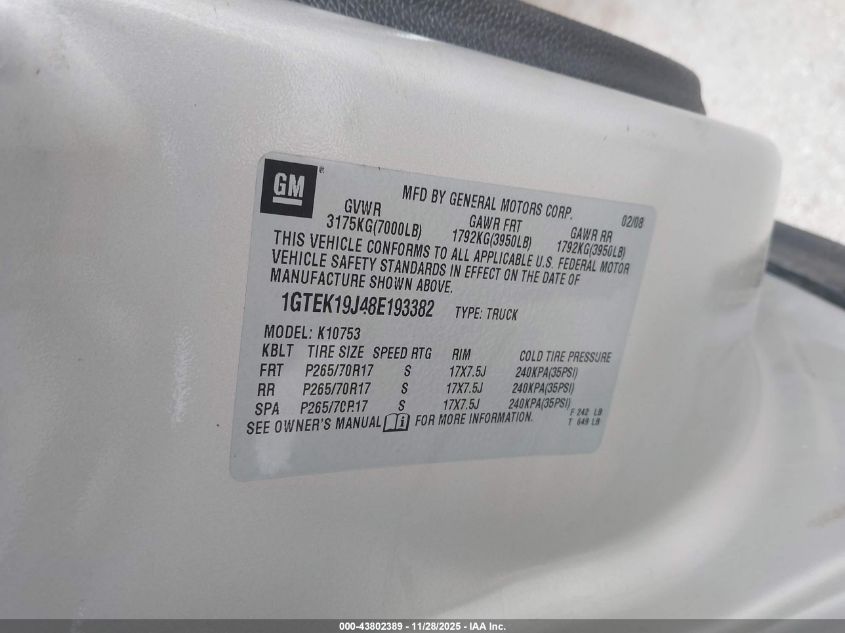 GM®
MFD BY GENERAL MOTORS CORP. 02/08
GVWR GAWR FRT GAWR RR
3175KG(7000LB) 1792KG(3950LB) 1792KG(3950LB)
THIS VEHICLE CONFORMS TO ALL APPLICABLE U.S. FEDERAL MOTOR
VEHICLE SAFETY STANDARDS IN EFFECT ON THE DATE OF
MANUFACTURE SHOWN ABOVE.
1GTEK19J48E193382 TYPE: TRUCK
MODEL: K10753
KBLT TIRE SIZE SPEED RTG RIM COLD TIRE PRESSURE
FRT P265/70R17 S 17X7.5J 240KPA(35PSI)
RR P265/70R17 S 17X7.5J 240KPA(35PSI)
SPA P265/70R17 S 17X7.5J 240KPA(35PSI)
F 242 LB
T 649 LB
SEE OWNER'S MANUAL i FOR MORE INFORMATION.
000-43802389 - 11/28/2025 - IAA Inc.